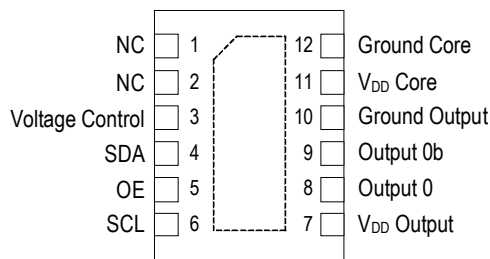 NC 1 12 Ground Core
NC 2 11 VDD Core
Voltage Control 3 10 Ground Output
SDA 4 9 Output 0b
OE 5 8 Output 0
SCL 6 7 VDD Output